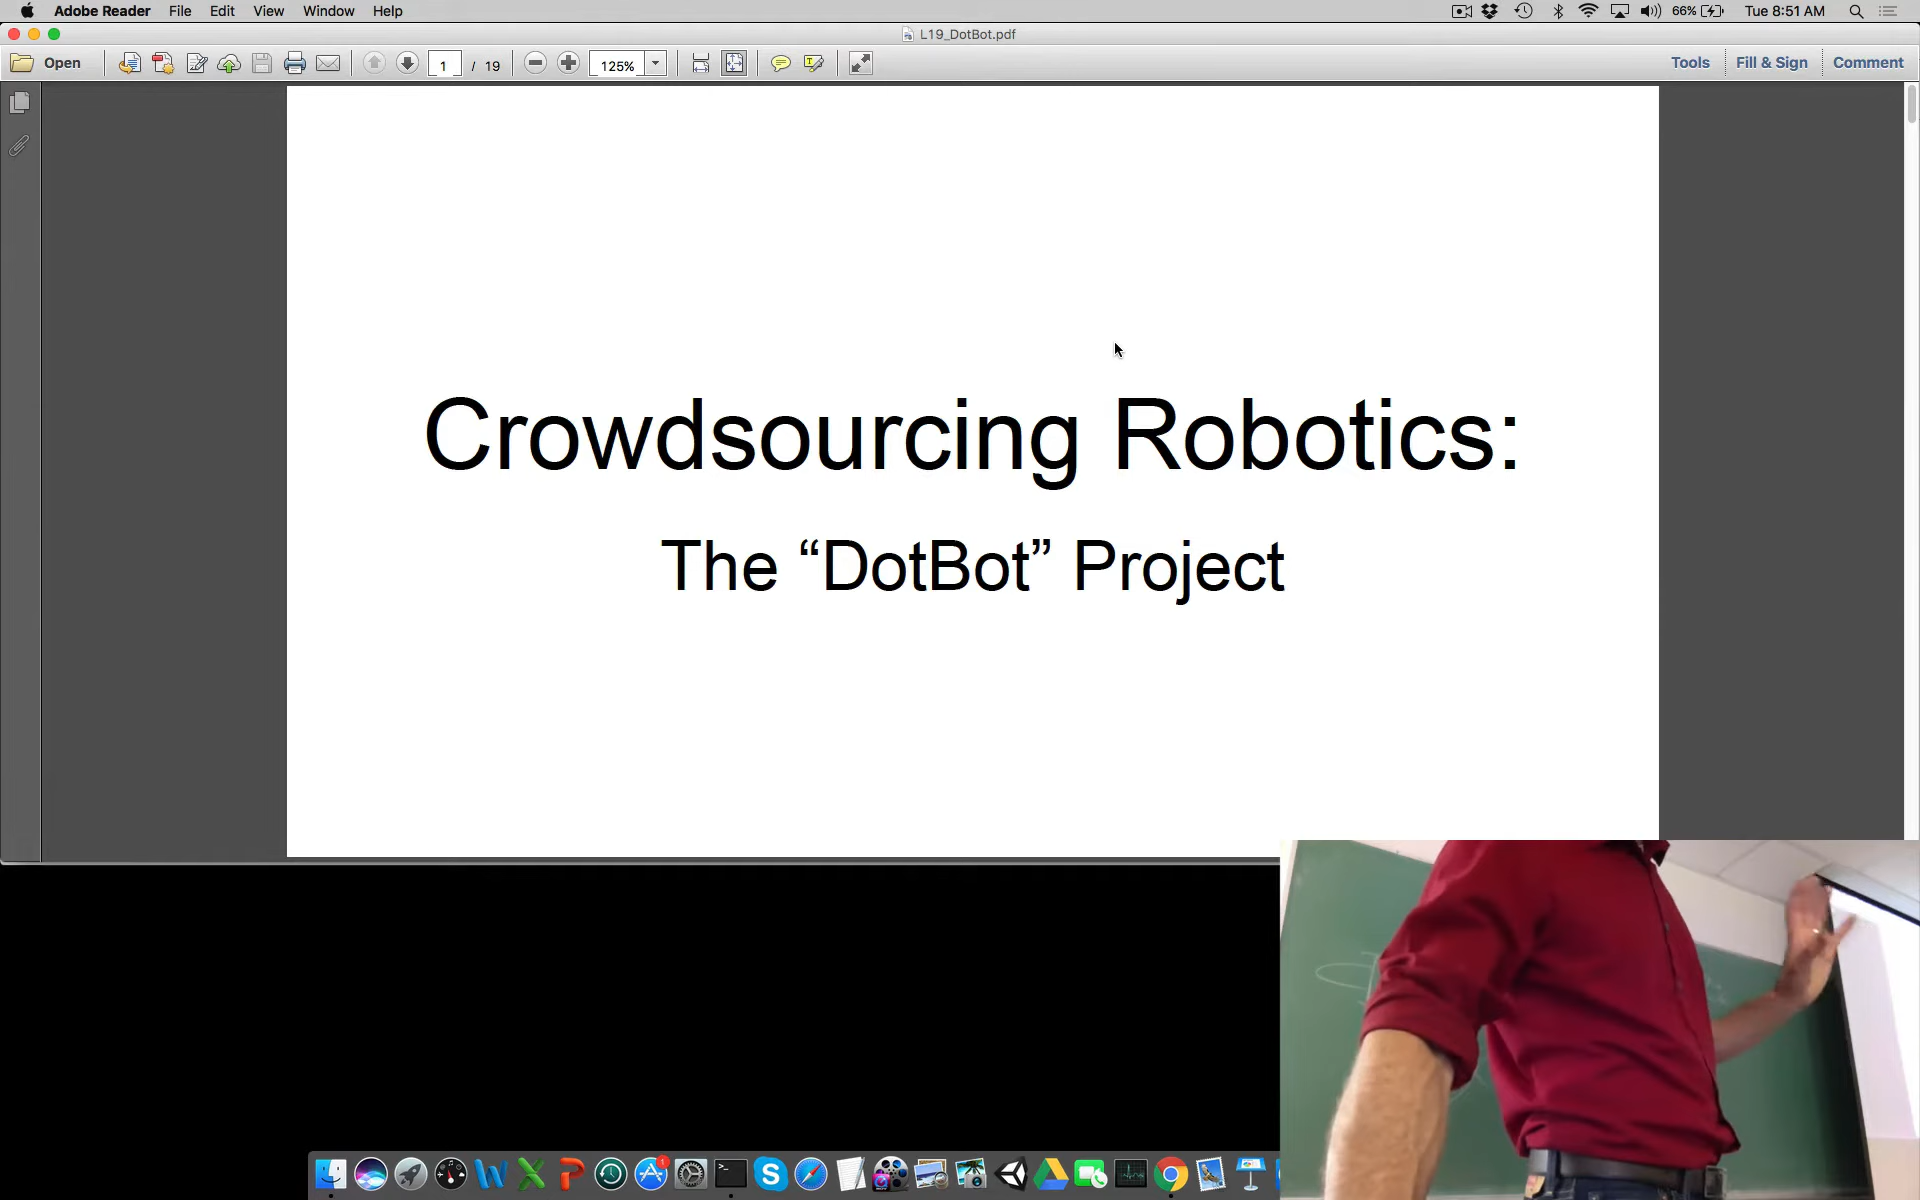 Adobe Reader File Edit View Window Help 66% Tue 8:51 AM
L19_DotBot.pdf
Open 1 / 19 125% Tools Fill & Sign Comment
Crowdsourcing Robotics:
The “DotBot” Project